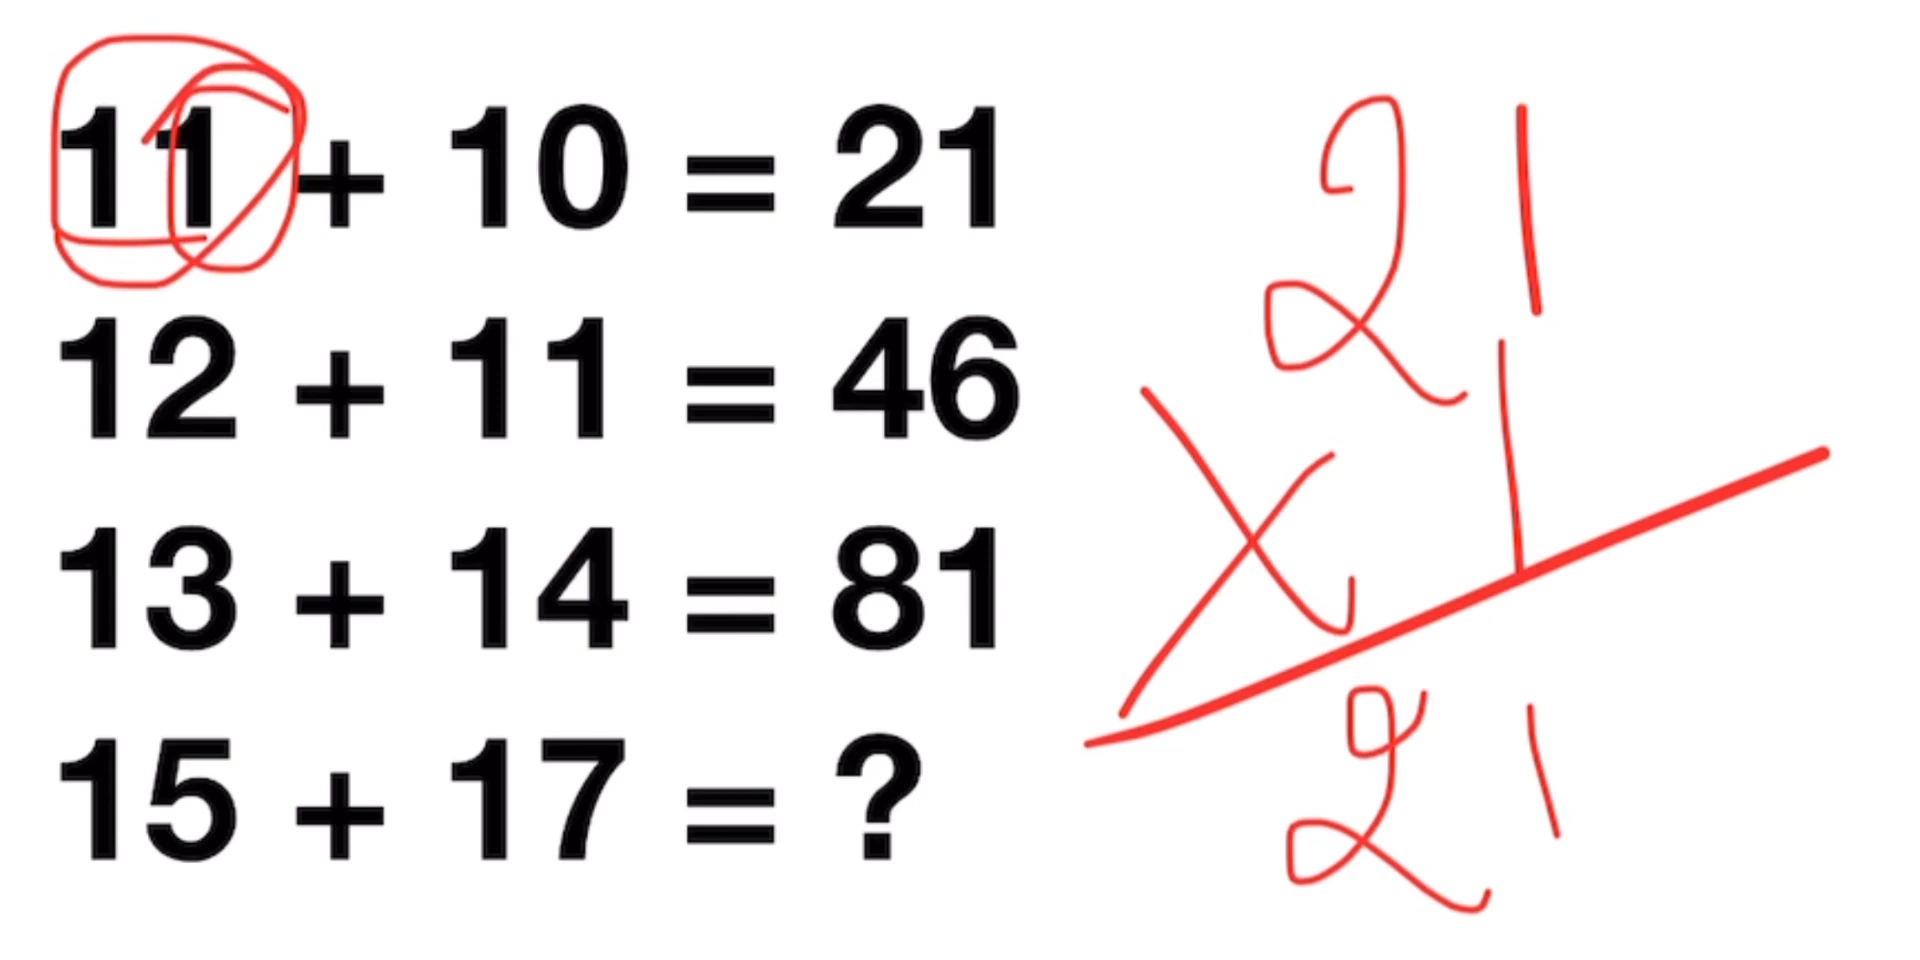 11 + 10 = 21
12 + 11 = 46
13 + 14 = 81
15 + 17 = ?
21
x 1
21